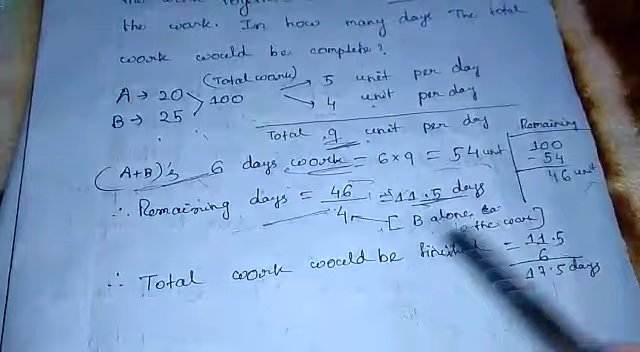 the work. In how many days The total
work would be complete?
A → 20 (Total work) 5 unit per day
B → 25 100 4 unit per day
Total 9 unit per day
Remaining
100
- 54
46 unit
(A+B)'s 6 days work = 6 × 9 = 54 unit
∴ Remaining days = 46/4 = 11.5 days
[B alone the work]
∴ Total work would be finished = 11.5
6
17.5 days